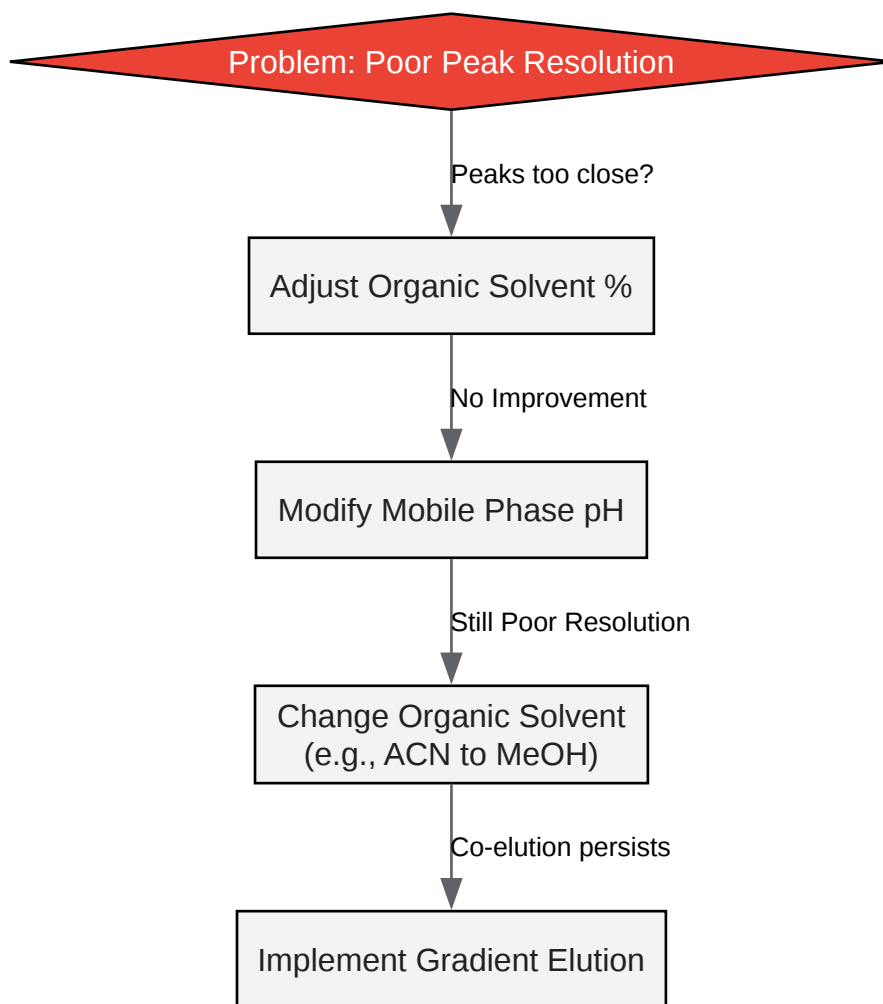 Problem: Poor Peak Resolution
Peaks too close?
Adjust Organic Solvent %
No Improvement
Modify Mobile Phase pH
Still Poor Resolution
Change Organic Solvent
(e.g., ACN to MeOH)
Co-elution persists
Implement Gradient Elution